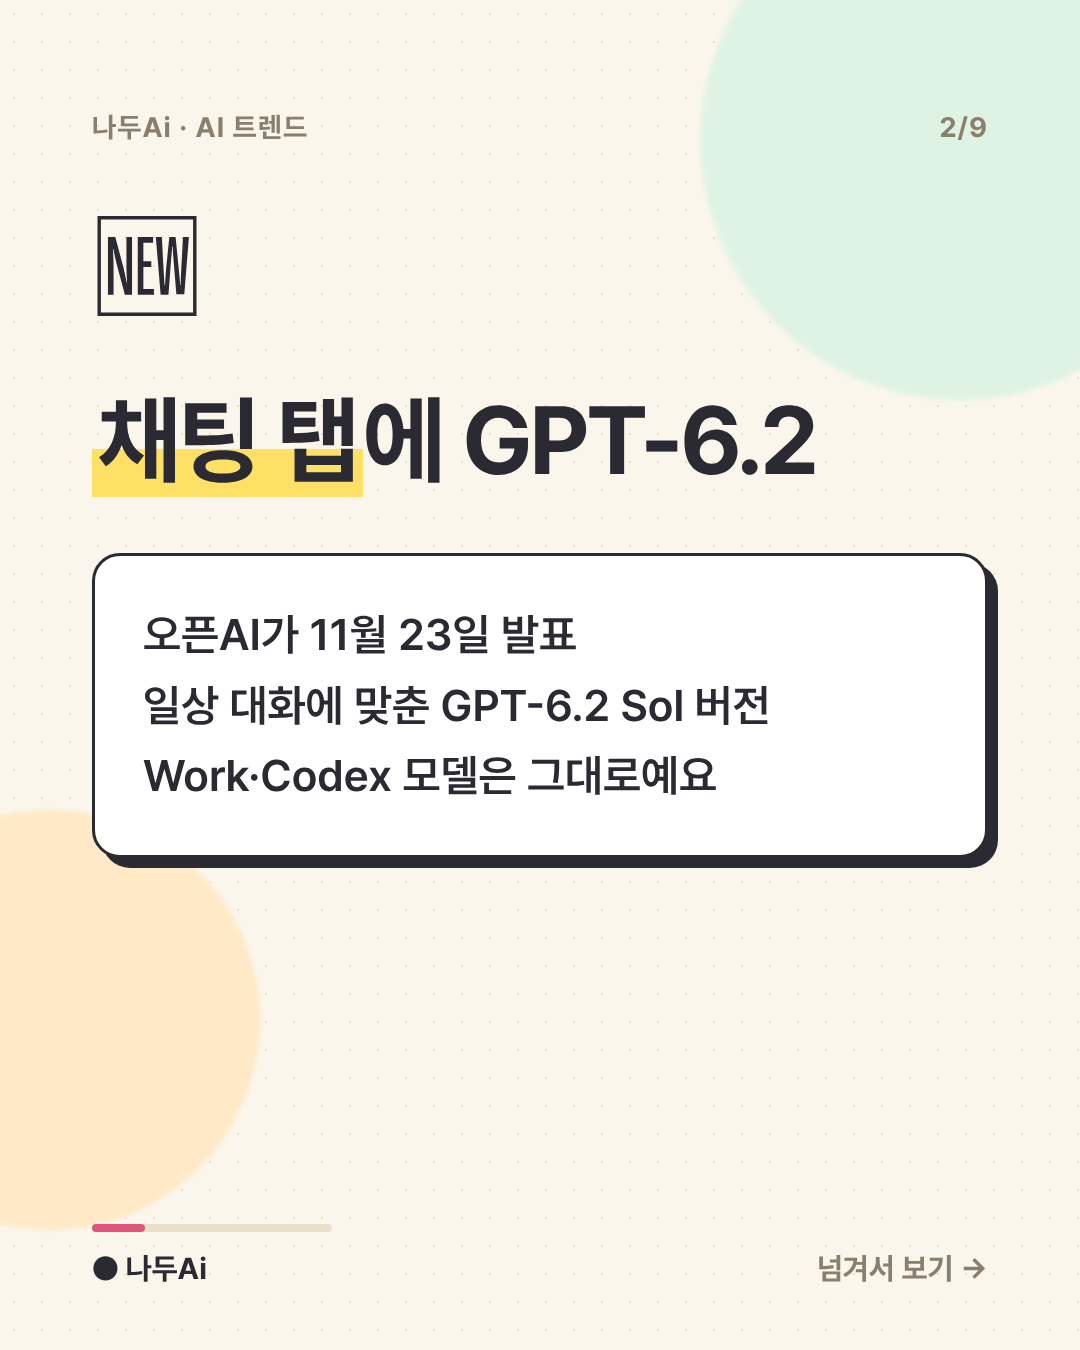 나두Ai · AI 트렌드
2/9
NEW
채팅 탭에 GPT-6.2
오픈AI가 11월 23일 발표
일상 대화에 맞춘 GPT-6.2 Sol 버전
Work·Codex 모델은 그대로예요
● 나두Ai
넘겨서 보기 →